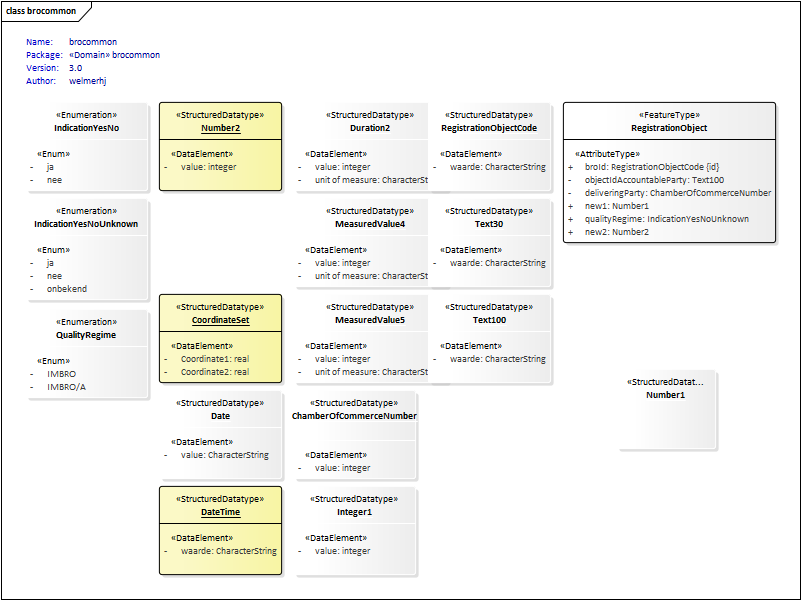 class brocommon
Name: brocommon
Package: «Domain» brocommon
Version: 3.0
Author: welmerhj
«Enumeration»
IndicationYesNo
«Enum»
- ja
- nee
«StructuredDatatype»
Number2
«DataElement»
- value: integer
«StructuredDatatype»
Duration2
«DataElement»
- value: integer
- unit of measure: CharacterSt
«StructuredDatatype»
RegistrationObjectCode
«DataElement»
- waarde: CharacterString
«FeatureType»
RegistrationObject
«AttributeType»
+ broId: RegistrationObjectCode {id}
- objectIdAccountableParty: Text100
- deliveringParty: ChamberOfCommerceNumber
+ new1: Number1
+ qualityRegime: IndicationYesNoUnknown
+ new2: Number2
«Enumeration»
IndicationYesNoUnknown
«Enum»
- ja
- nee
- onbekend
«StructuredDatatype»
MeasuredValue4
«DataElement»
- value: integer
- unit of measure: CharacterSt
«StructuredDatatype»
Text30
«DataElement»
- waarde: CharacterString
«Enumeration»
QualityRegime
«Enum»
- IMBRO
- IMBRO/A
«StructuredDatatype»
CoordinateSet
«DataElement»
- Coordinate1: real
- Coordinate2: real
«StructuredDatatype»
MeasuredValue5
«DataElement»
- value: integer
- unit of measure: CharacterSt
«StructuredDatatype»
Text100
«DataElement»
- waarde: CharacterString
«StructuredDatat...
Number1
«StructuredDatatype»
Date
«DataElement»
- value: CharacterString
«StructuredDatatype»
ChamberOfCommerceNumber
«DataElement»
- value: integer
«StructuredDatatype»
DateTime
«DataElement»
- waarde: CharacterString
«StructuredDatatype»
Integer1
«DataElement»
- value: integer